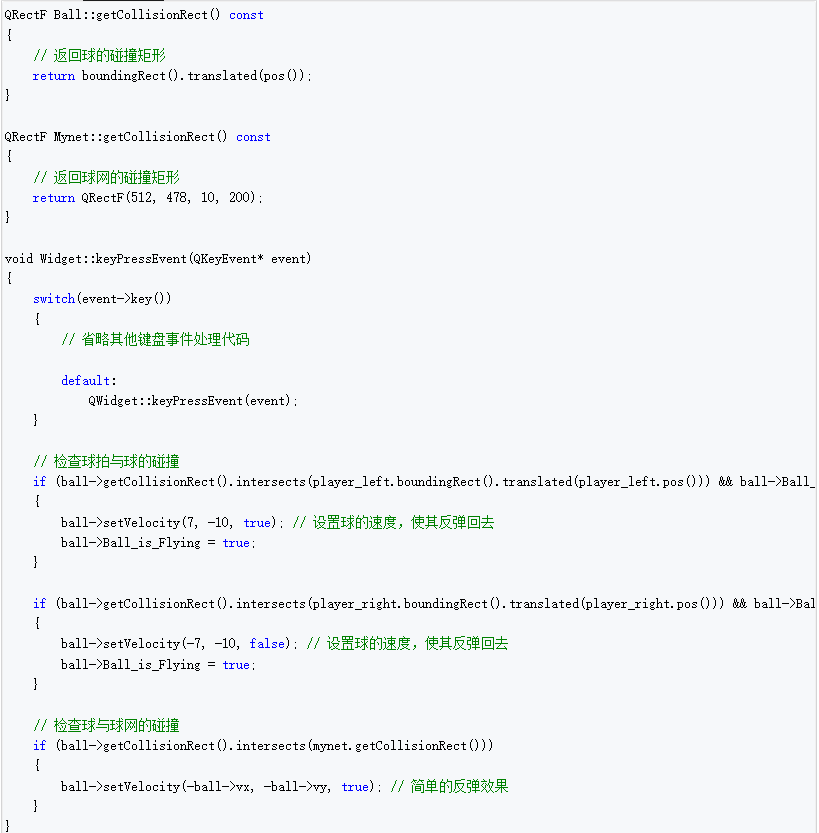 QRectF Ball::getCollisionRect() const
{
    // 返回球的碰撞矩形
    return boundingRect().translated(pos());
}

QRectF Mynet::getCollisionRect() const
{
    // 返回球网的碰撞矩形
    return QRectF(512, 478, 10, 200);
}

void Widget::keyPressEvent(QKeyEvent* event)
{
    switch(event->key())
    {
        // 省略其他键盘事件处理代码

        default:
            QWidget::keyPressEvent(event);
    }

    // 检查球拍与球的碰撞
    if (ball->getCollisionRect().intersects(player_left.boundingRect().translated(player_left.pos())) && ball->Ball_
    {
        ball->setVelocity(7, -10, true); // 设置球的速度，使其反弹回去
        ball->Ball_is_Flying = true;
    }

    if (ball->getCollisionRect().intersects(player_right.boundingRect().translated(player_right.pos())) && ball->Bal
    {
        ball->setVelocity(-7, -10, false); // 设置球的速度，使其反弹回去
        ball->Ball_is_Flying = true;
    }

    // 检查球与球网的碰撞
    if (ball->getCollisionRect().intersects(mynet.getCollisionRect()))
    {
        ball->setVelocity(-ball->vx, -ball->vy, true); // 简单的反弹效果
    }
}